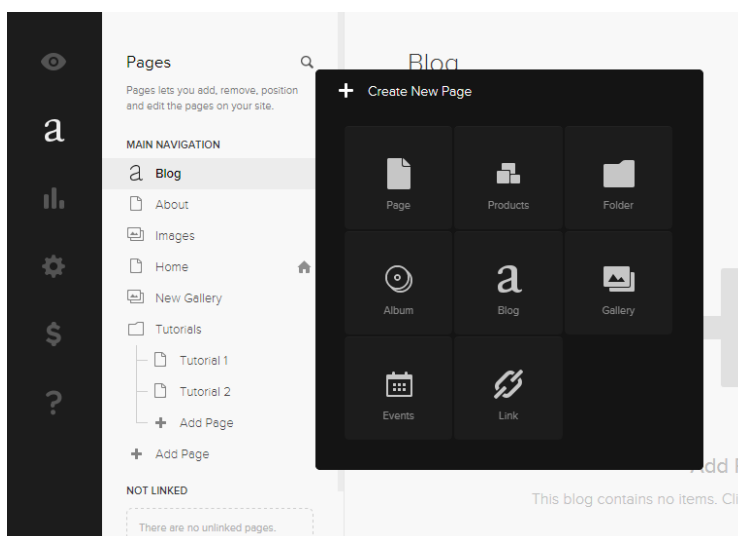 Pages
Pages lets you add, remove, position
and edit the pages on your site.
MAIN NAVIGATION
a Blog
About
Images
Home
New Gallery
Tutorials
Tutorial 1
Tutorial 2
+ Add Page
+ Add Page
NOT LINKED
There are no unlinked pages.
a
$
?
Blog
+ Create New Page
Page Products Folder
Album
a
Blog
Gallery
Events Link
Add
This blog contains no items.